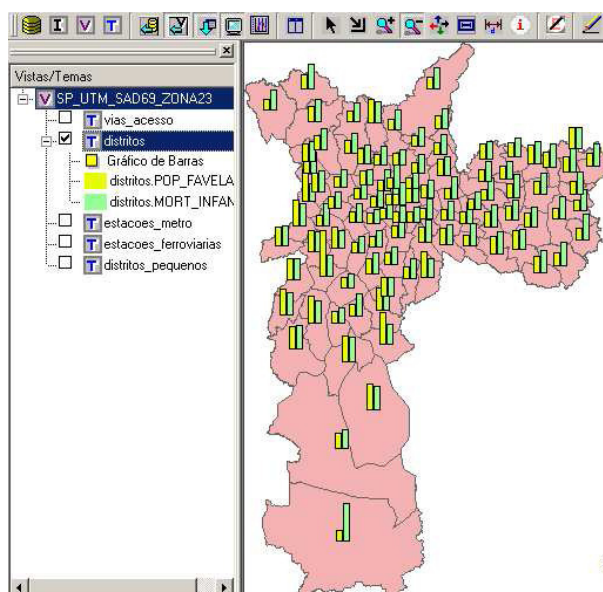 I V T
i
Vistas/Temas
V SP_UTM_SAD69_ZONA23
T vias_acesso
T distritos
Gráfico de Barras
distritos.POP_FAVELA
distritos.MORT_INFAN
T estacoes_metro
T estacoes_ferroviarias
T distritos_pequenos